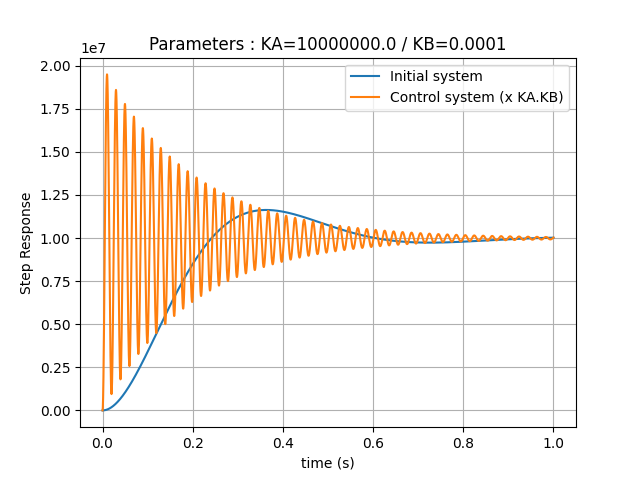 Parameters : KA=10000000.0 / KB=0.0001
1e7
Initial system
Control system (x KA.KB)
2.00
1.75
1.50
1.25
1.00
0.75
0.50
0.25
0.00
Step Response
0.0 0.2 0.4 0.6 0.8 1.0
time (s)